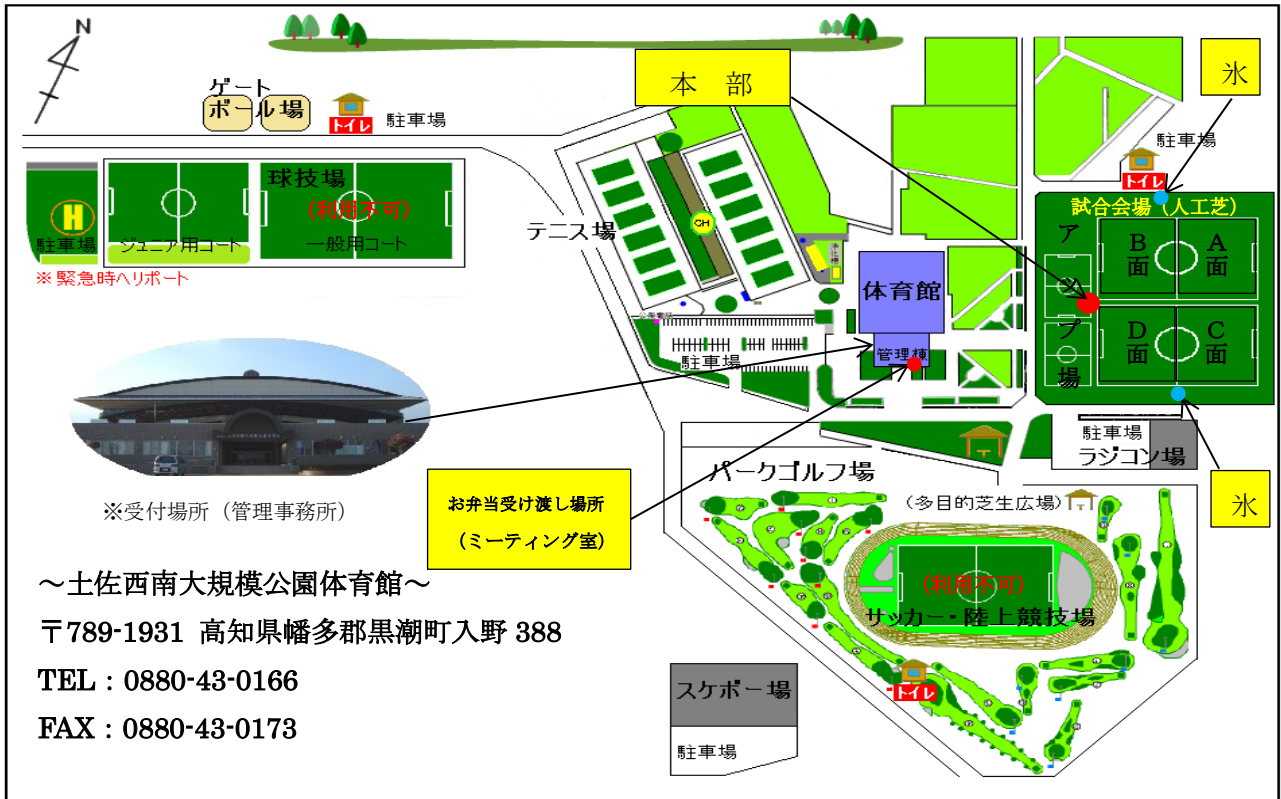 N
本 部
氷
ゲート
ボール場
トイレ
駐車場
駐車場
トイレ
球技場
(利用不可)
一般用コート
ジュニア用コート
H
駐車場
※緊急時ヘリポート
テニス場
CH
浄化槽
体育館
管理棟
駐車場
試合会場（人工芝）
アップ場
B面
A面
D面
C面
駐車場
ラジコン場
氷
※受付場所（管理事務所）
お弁当受け渡し場所
（ミーティング室）
パークゴルフ場
（多目的芝生広場）
(利用不可)
サッカー・陸上競技場
トイレ
スケボー場
駐車場
～土佐西南大規模公園体育館～
〒789-1931 高知県幡多郡黒潮町入野 388
TEL：0880-43-0166
FAX：0880-43-0173